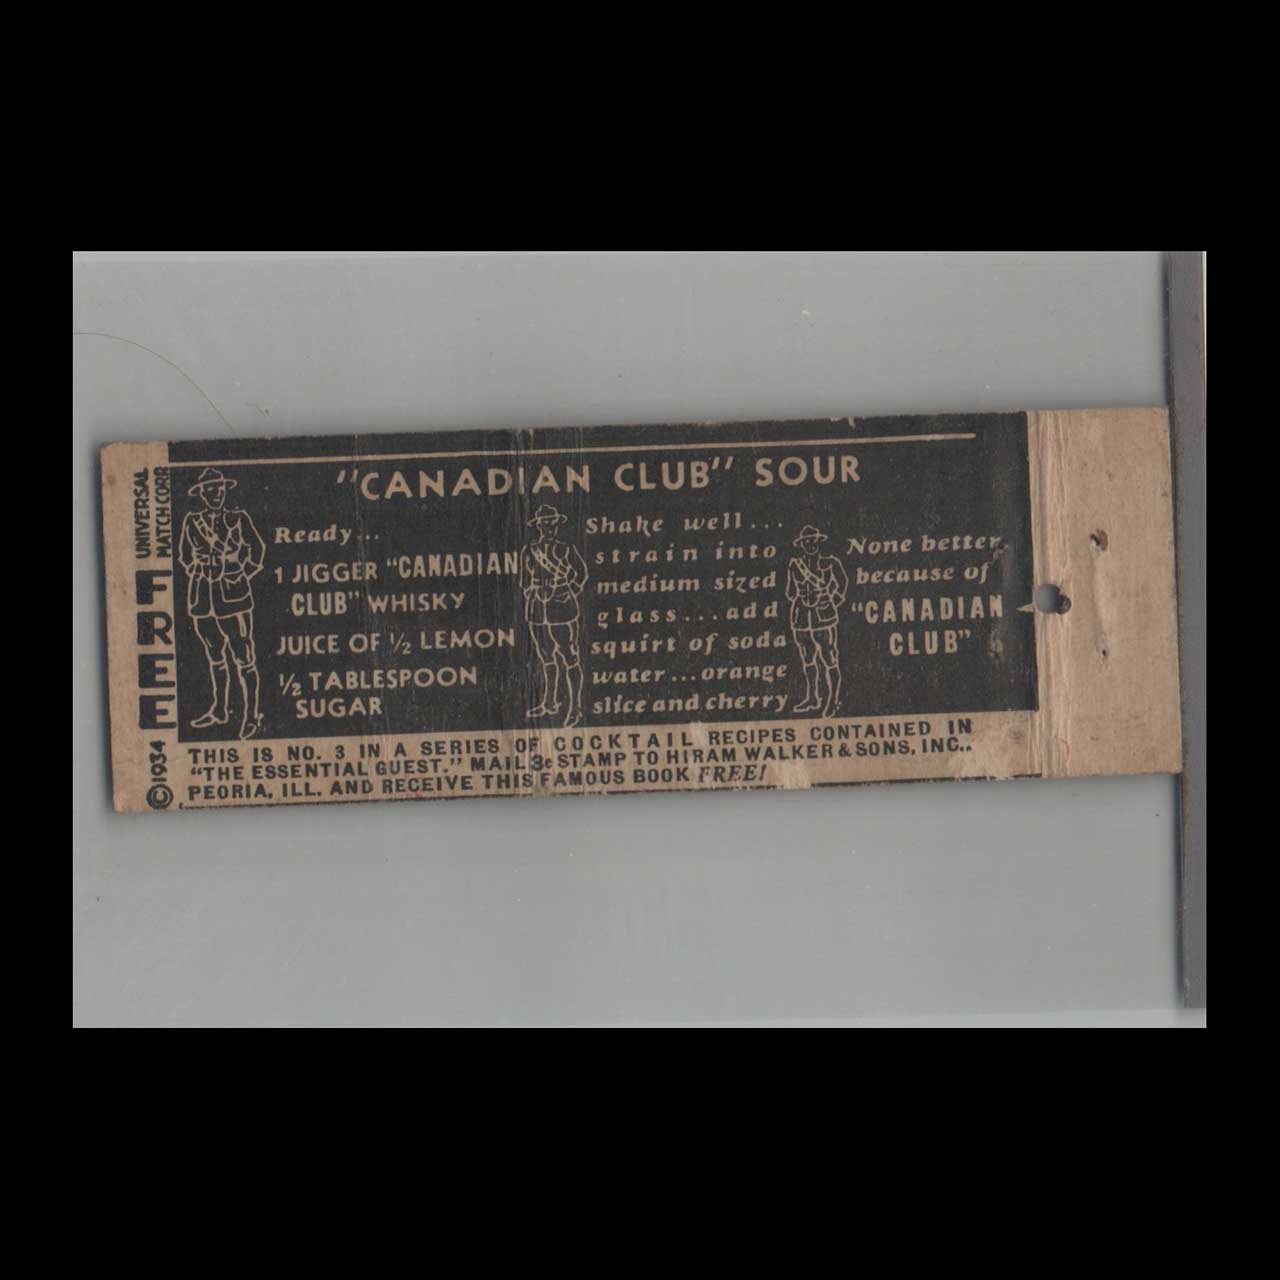 "CANADIAN CLUB" SOUR
Ready...
1 JIGGER "CANADIAN
CLUB" WHISKY
JUICE OF ½ LEMON
½ TABLESPOON
SUGAR
Shake well...
strain into
medium sized
glass...add
squirt of soda
water...orange
slice and cherry
None better
because of
"CANADIAN
CLUB"
THIS IS NO. 3 IN A SERIES OF COCKTAIL RECIPES CONTAINED IN
"THE ESSENTIAL GUEST." MAIL 3¢ STAMP TO HIRAM WALKER & SONS, INC.,
PEORIA, ILL. AND RECEIVE THIS FAMOUS BOOK FREE!
©1934
FREE
UNIVERSAL
MATCH CORP